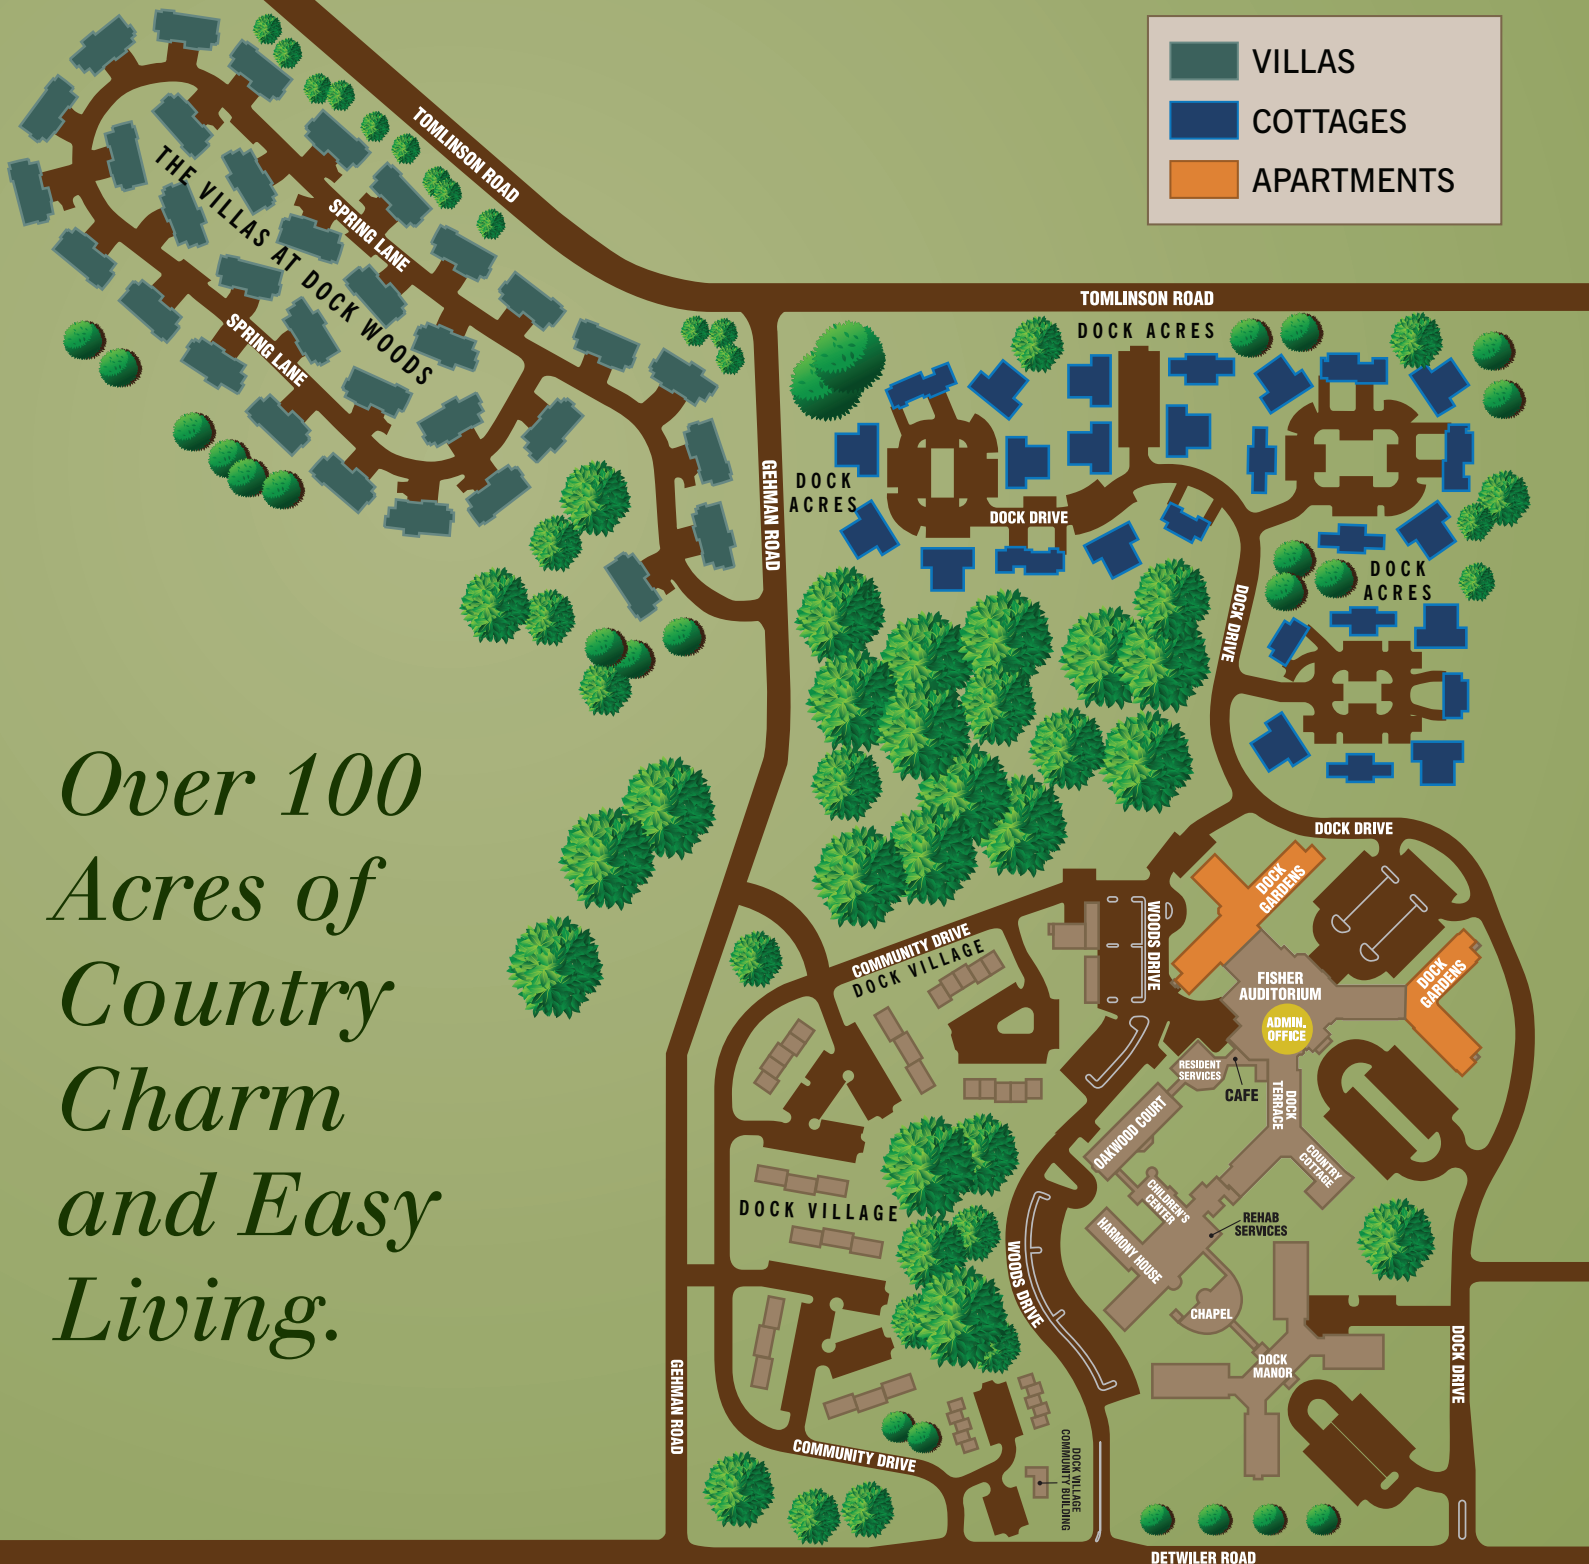 VILLAS
COTTAGES
APARTMENTS
TOMLINSON ROAD
THE VILLAS AT DOCK WOODS
SPRING LANE
SPRING LANE
TOMLINSON ROAD
DOCK ACRES
GEHMAN ROAD
DOCK
ACRES
DOCK DRIVE
DOCK
ACRES
DOCK DRIVE
Over 100
Acres of
Country
Charm
and Easy
Living.
DOCK DRIVE
DOCK
GARDENS
WOODS DRIVE
COMMUNITY DRIVE
DOCK VILLAGE
FISHER
AUDITORIUM
DOCK
GARDENS
ADMIN.
OFFICE
RESIDENT
SERVICES
CAFE
DOCK
TERRACE
OAKWOOD COURT
COUNTRY
COTTAGE
CHILDREN'S
CENTER
DOCK VILLAGE
REHAB
SERVICES
HARMONY HOUSE
WOODS DRIVE
CHAPEL
DOCK
MANOR
DOCK DRIVE
GEHMAN ROAD
COMMUNITY DRIVE
DOCK VILLAGE
COMMUNITY BUILDING
DETWILER ROAD